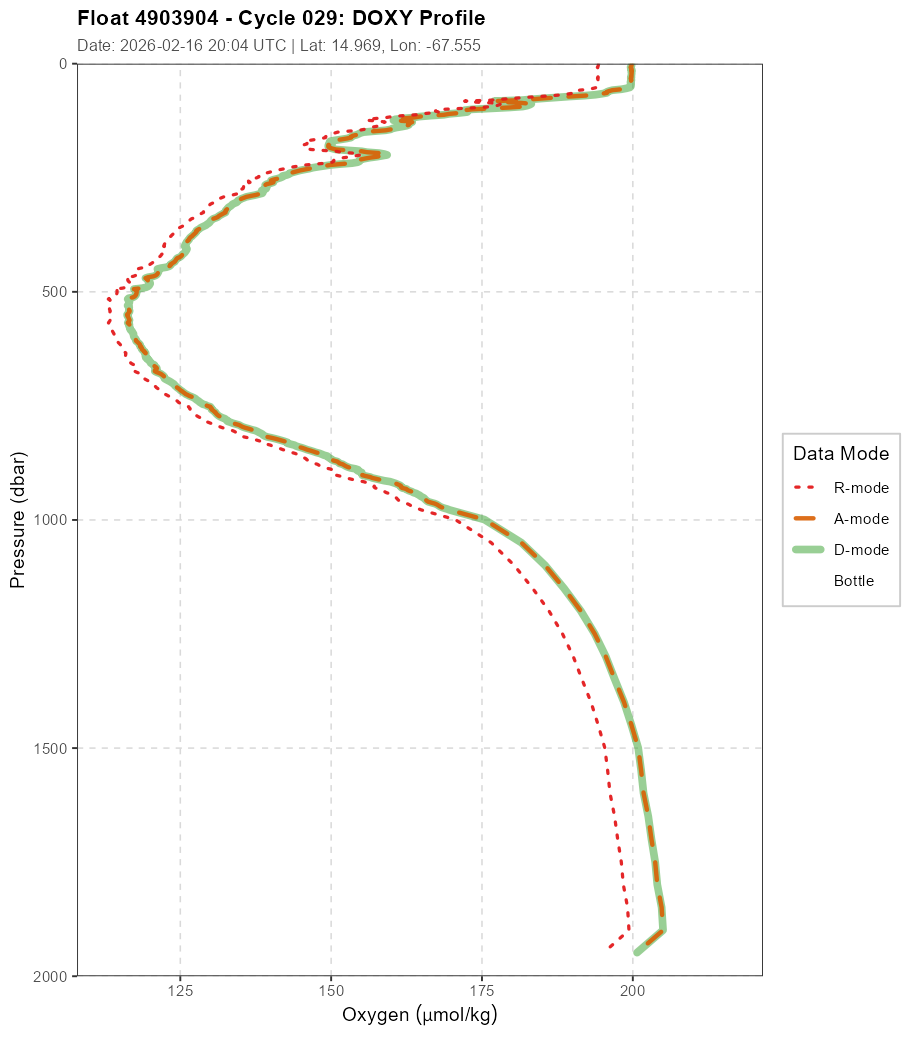 Float 4903904 - Cycle 029: DOXY Profile
Date: 2026-02-16 20:04 UTC | Lat: 14.969, Lon: -67.555
0
500
1000
1500
2000
Pressure (dbar)
125
150
175
200
Oxygen (µmol/kg)
Data Mode
R-mode
A-mode
D-mode
Bottle